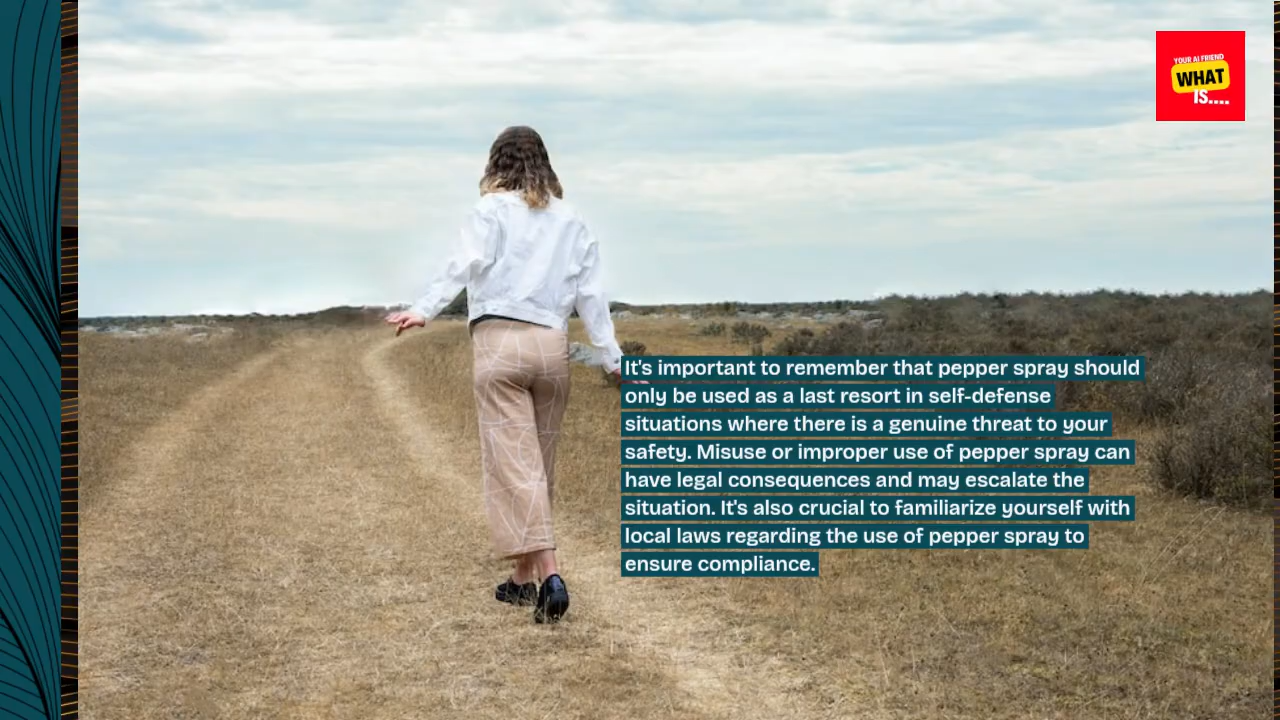 YOUR AI FRIEND
WHAT
IS....
It's important to remember that pepper spray should
only be used as a last resort in self-defense
situations where there is a genuine threat to your
safety. Misuse or improper use of pepper spray can
have legal consequences and may escalate the
situation. It's also crucial to familiarize yourself with
local laws regarding the use of pepper spray to
ensure compliance.